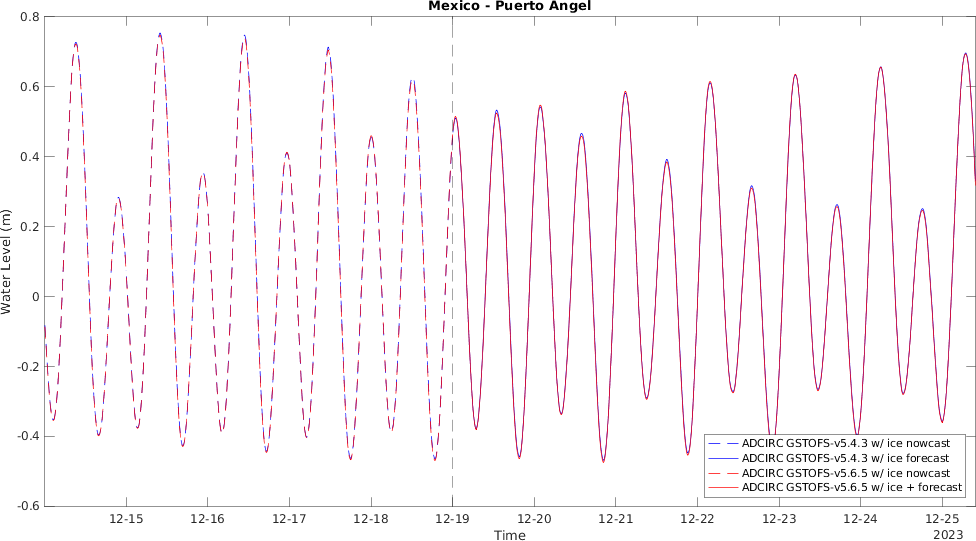 Mexico - Puerto Angel
0.8
0.6
0.4
0.2
0
-0.2
-0.4
-0.6
Water Level (m)
ADCIRC GSTOFS-v5.4.3 w/ ice nowcast
ADCIRC GSTOFS-v5.4.3 w/ ice forecast
ADCIRC GSTOFS-v5.6.5 w/ ice nowcast
ADCIRC GSTOFS-v5.6.5 w/ ice + forecast
12-15 12-16 12-17 12-18 12-19 12-20 12-21 12-22 12-23 12-24 12-25
Time 2023